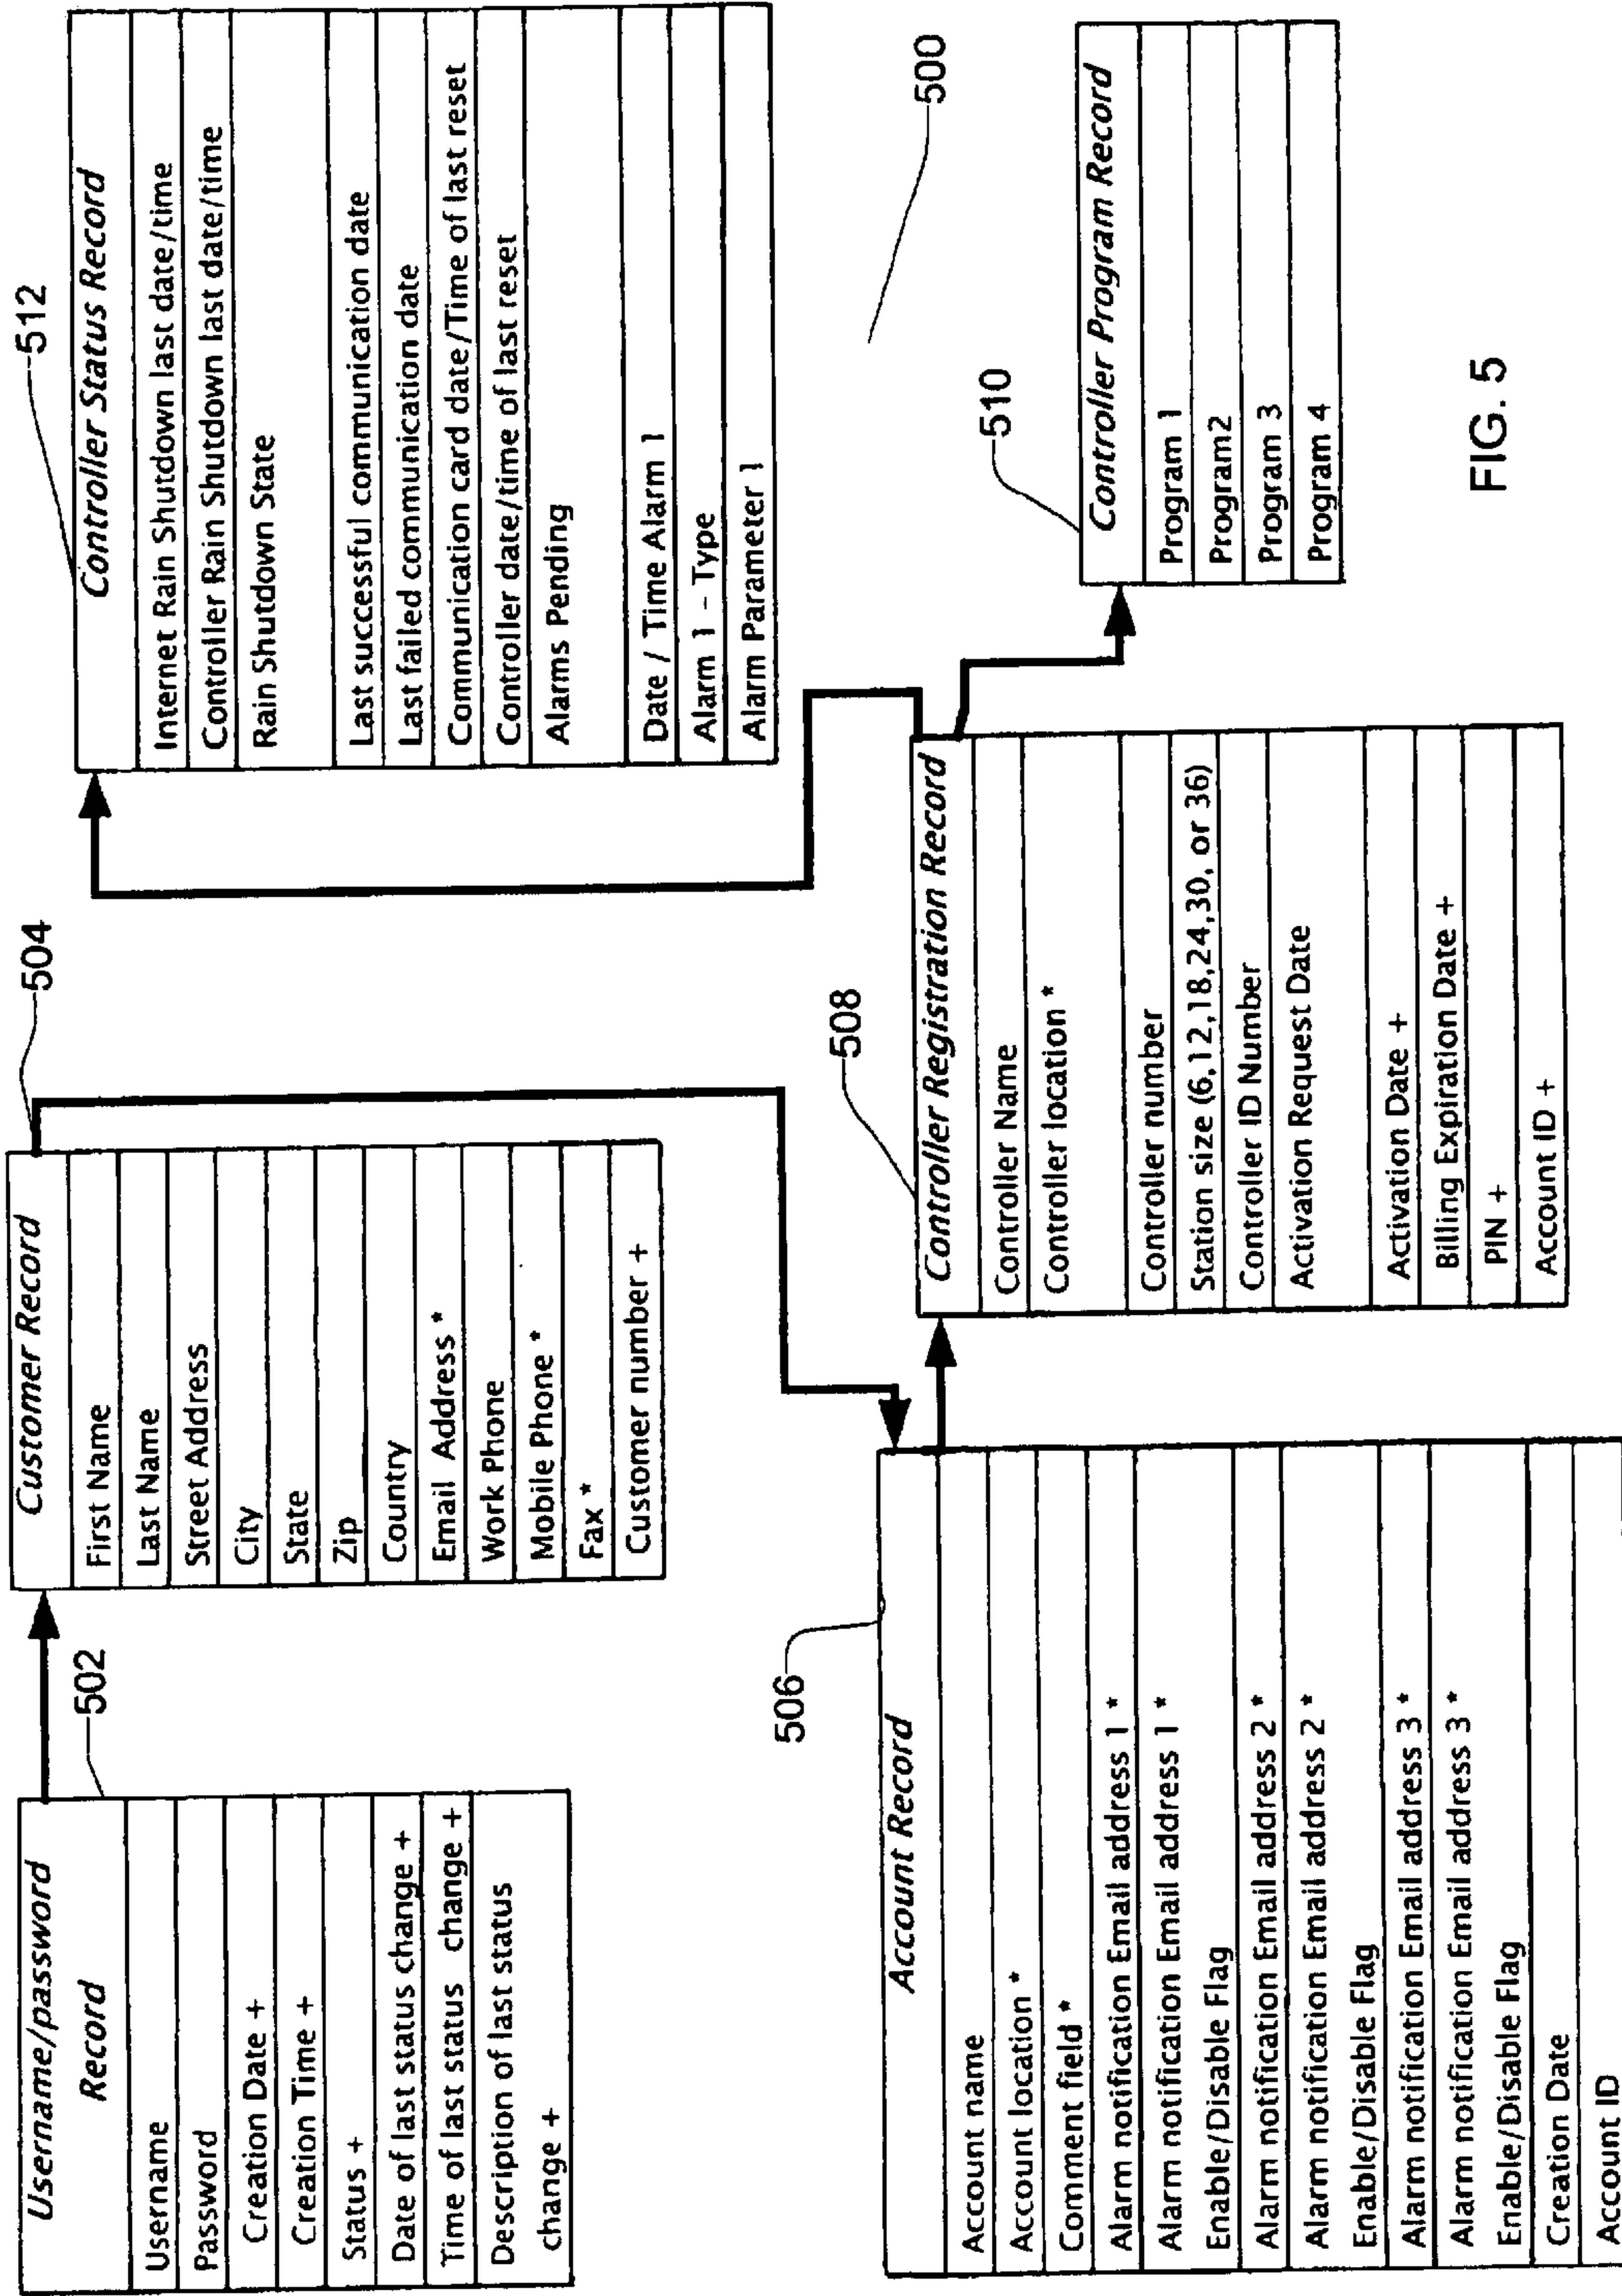 502
Username/password
Record
Username
Password
Creation Date +
Creation Time +
Status +
Date of last status change +
Time of last status change +
Description of last status
change +
504
Customer Record
First Name
Last Name
Street Address
City
State
Zip
Country
Email Address *
Work Phone
Mobile Phone *
Fax *
Customer number +
512
Controller Status Record
Internet Rain Shutdown last date/time
Controller Rain Shutdown last date/time
Rain Shutdown State
Last successful communication date
Last failed communication date
Communication card date/Time of last reset
Controller date/time of last reset
Alarms Pending
Date / Time Alarm 1
Alarm 1 - Type
Alarm Parameter 1
506
Account Record
Account name
Account location *
Comment field *
Alarm notification Email address 1 *
Alarm notification Email address 1 *
Enable/Disable Flag
Alarm notification Email address 2 *
Alarm notification Email address 2 *
Enable/Disable Flag
Alarm notification Email address 3 *
Alarm notification Email address 3 *
Enable/Disable Flag
Creation Date
Account ID
508
Controller Registration Record
Controller Name
Controller location *
Controller number
Station size (6,12,18,24,30, or 36)
Controller ID Number
Activation Request Date
Activation Date +
Billing Expiration Date +
PIN +
Account ID +
500
510
Controller Program Record
Program 1
Program2
Program 3
Program 4
FIG. 5